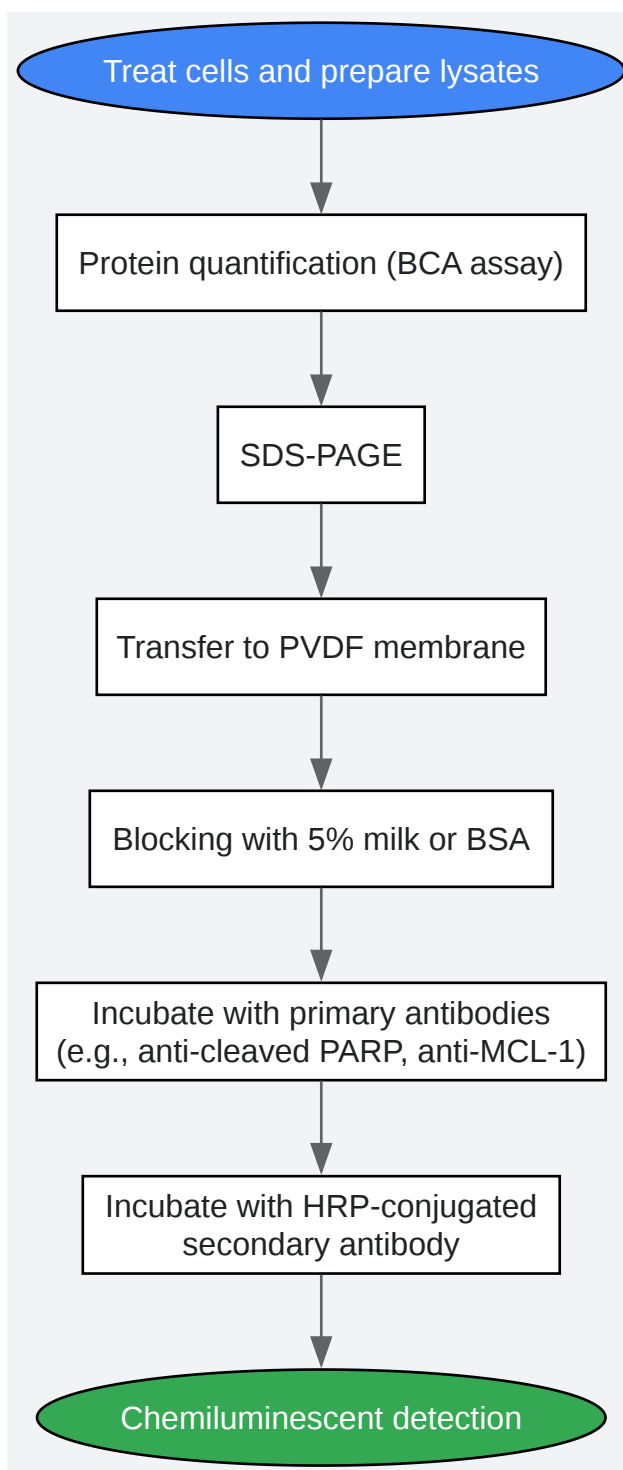 Treat cells and prepare lysates
Protein quantification (BCA assay)
SDS-PAGE
Transfer to PVDF membrane
Blocking with 5% milk or BSA
Incubate with primary antibodies
(e.g., anti-cleaved PARP, anti-MCL-1)
Incubate with HRP-conjugated
secondary antibody
Chemiluminescent detection